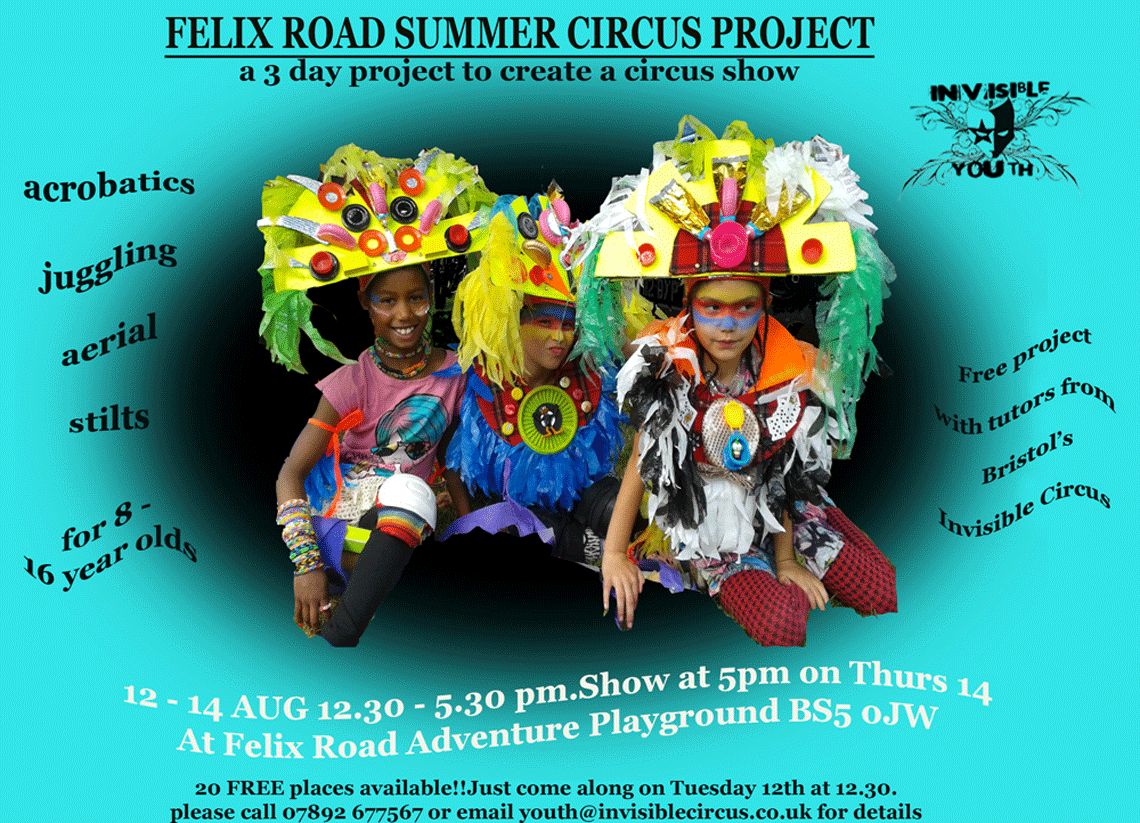 FELIX ROAD SUMMER CIRCUS PROJECT
a 3 day project to create a circus show
INVISIBLE
YOUTH
acrobatics
juggling
aerial
stilts
for 8 -
16 year olds
Free project
with tutors from
Bristol's
Invisible Circus
12 - 14 AUG 12.30 - 5.30 pm.Show at 5pm on Thurs 14
At Felix Road Adventure Playground BS5 0JW
20 FREE places available!!Just come along on Tuesday 12th at 12.30.
please call 07892 677567 or email youth@invisiblecircus.co.uk for details